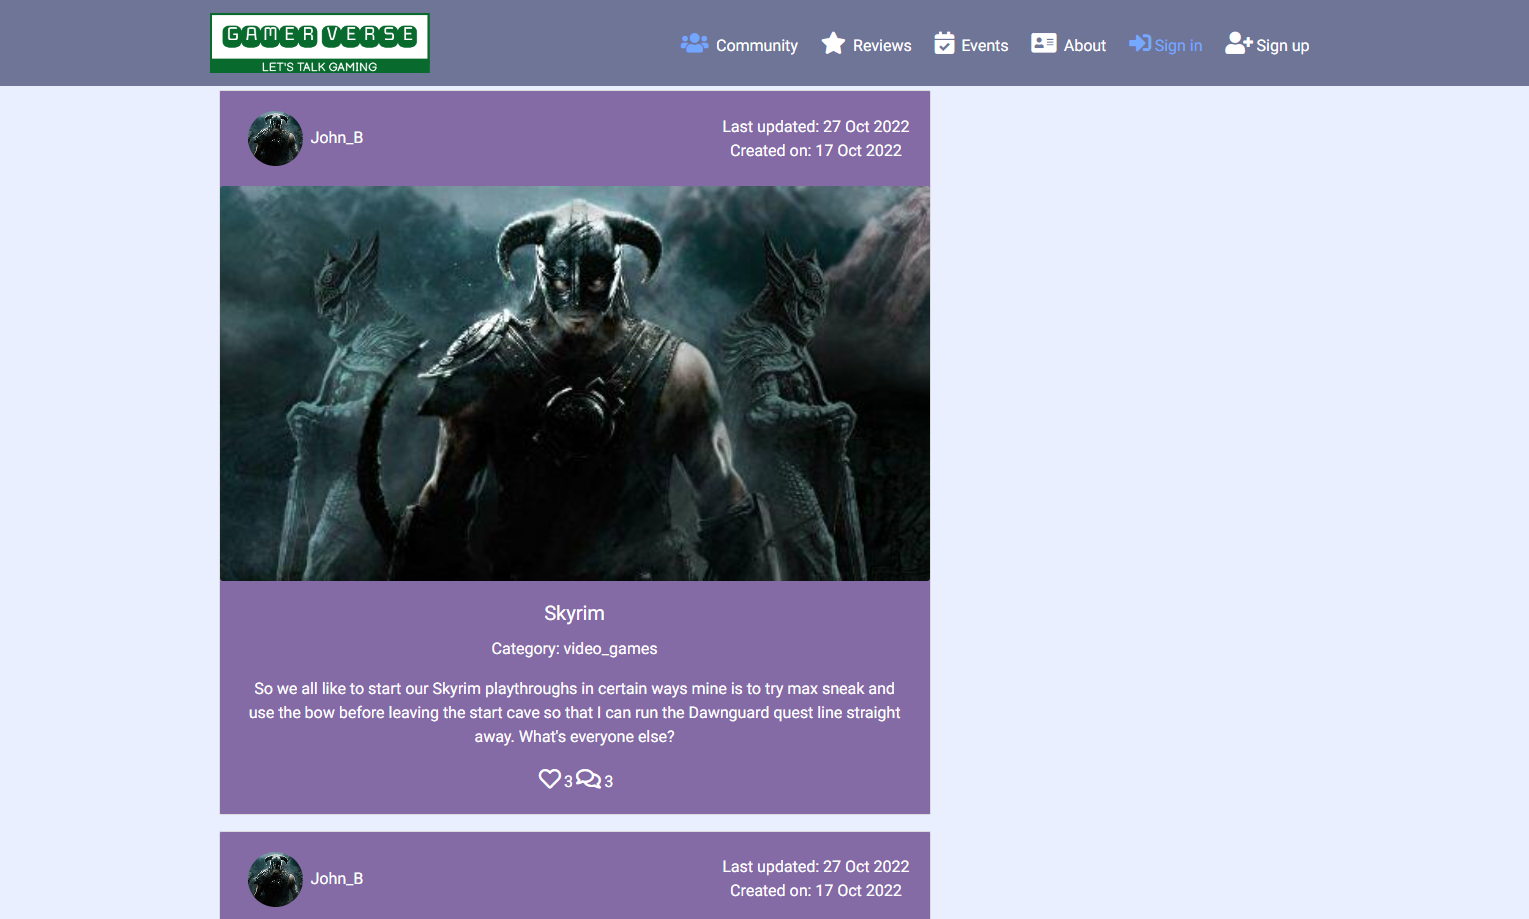 GAMER VERSE
LET'S TALK GAMING
Community
Reviews
Events
About
Sign in
Sign up
John_B
Last updated: 27 Oct 2022
Created on: 17 Oct 2022
Skyrim
Category: video_games
So we all like to start our Skyrim playthroughs in certain ways mine is to try max sneak and
use the bow before leaving the start cave so that I can run the Dawnguard quest line straight
away. What's everyone else?
3 3
John_B
Last updated: 27 Oct 2022
Created on: 17 Oct 2022